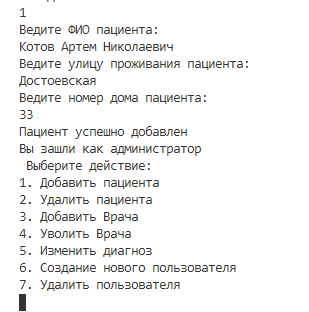 1
Ведите ФИО пациента:
Котов Артем Николаевич
Ведите улицу проживания пациента:
Достоевская
Ведите номер дома пациента:
33
Пациент успешно добавлен
Вы зашли как администратор
Выберите действие:
1. Добавить пациента
2. Удалить пациента
3. Добавить Врача
4. Уволить Врача
5. Изменить диагноз
6. Создание нового пользователя
7. Удалить пользователя